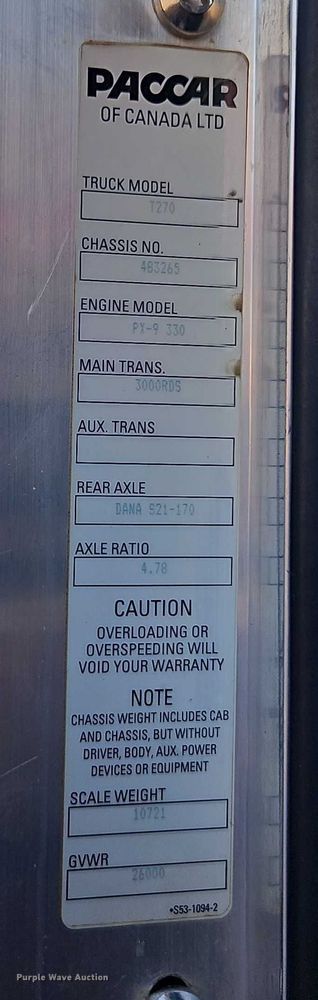 PACCAR
OF CANADA LTD
TRUCK MODEL
T270
CHASSIS NO.
483265
ENGINE MODEL
PX-9 330
MAIN TRANS.
3000RDS
AUX. TRANS
REAR AXLE
DANA S21-170
AXLE RATIO
4.78
CAUTION
OVERLOADING OR
OVERSPEEDING WILL
VOID YOUR WARRANTY
NOTE
CHASSIS WEIGHT INCLUDES CAB
AND CHASSIS, BUT WITHOUT
DRIVER, BODY, AUX. POWER
DEVICES OR EQUIPMENT
SCALE WEIGHT
10721
GVWR
26000
•S53-1094-2
Purple Wave Auction